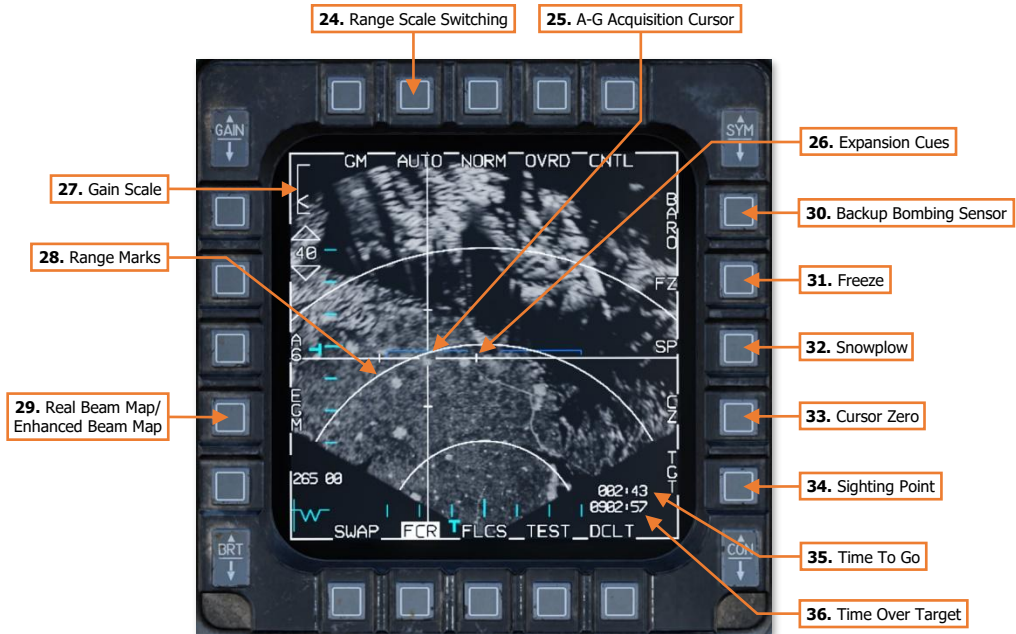 24. Range Scale Switching
25. A-G Acquisition Cursor
GAIN
SYM
26. Expansion Cues
GM AUTO NORM OVRD CNTL
27. Gain Scale
BARO
30. Backup Bombing Sensor
28. Range Marks
40
FZ
31. Freeze
A6
SP
32. Snowplow
29. Real Beam Map/
Enhanced Beam Map
EGM
CZ
33. Cursor Zero
TGT
34. Sighting Point
265 00
002:43
0902:57
SWAP FCR FLCS TEST DCLT
35. Time To Go
BRT
CON
36. Time Over Target